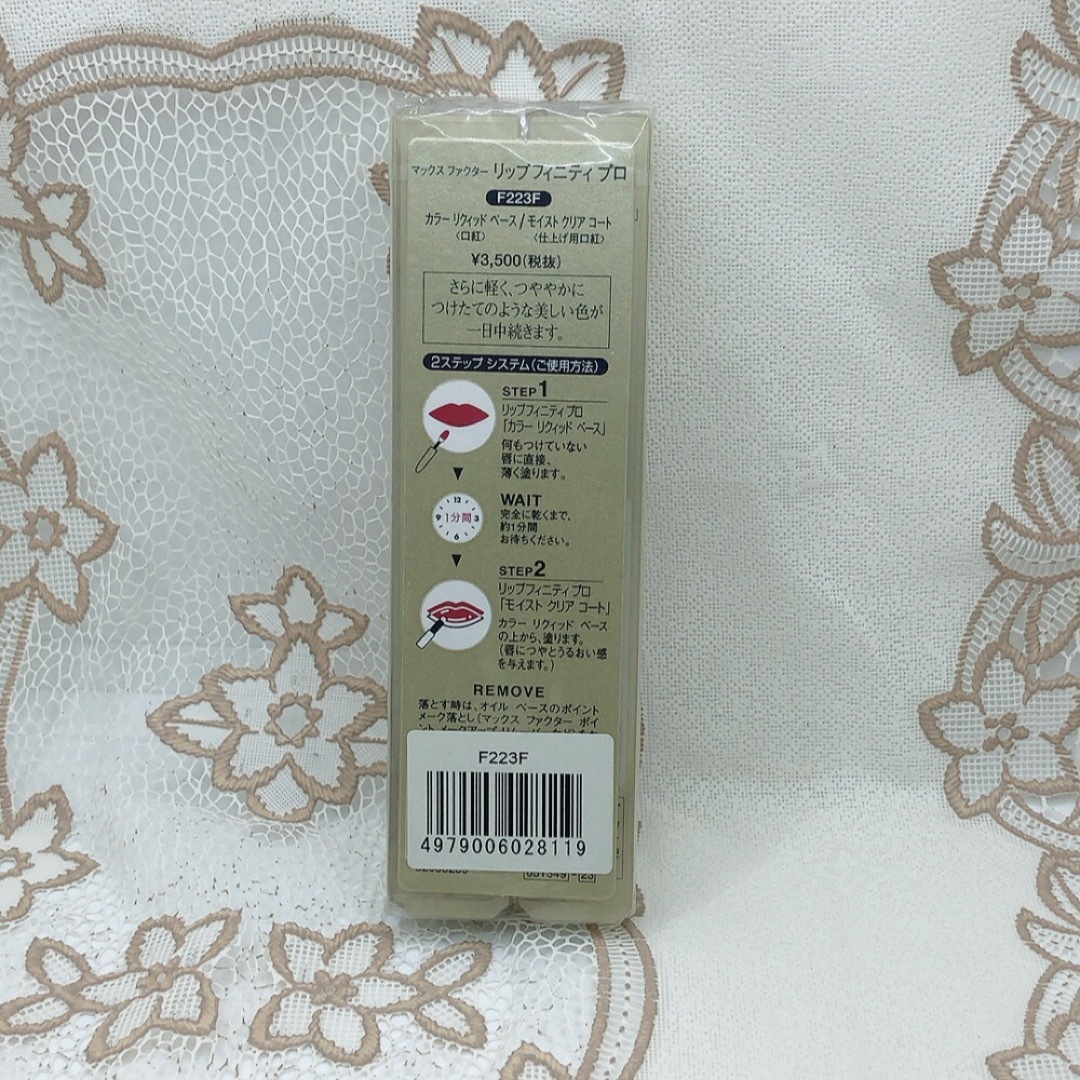 マックス ファクター リップフィニティ プロ
F223F
カラー リクィッド ベース/モイスト クリア コート
〈口紅〉 〈仕上げ用口紅〉
¥3,500(税抜)
さらに軽く、つややかに
つけたてのような美しい色が
一日中続きます。
2ステップ システム(ご使用方法)
STEP1
リップフィニティ プロ
「カラー リクィッド ベース」
何もつけていない
唇に直接、
薄く塗ります。
12
9 1分間 3
6
WAIT
完全に乾くまで、
約1分間
お待ちください。
STEP2
リップフィニティ プロ
「モイスト クリア コート」
カラー リクィッド ベース
の上から、塗ります。
(唇につやとうるおい感
を与えます。)
REMOVE
落とす時は、オイル ベースのポイント
メーク落とし(マックス ファクター ポイ
F223F
4979006028119